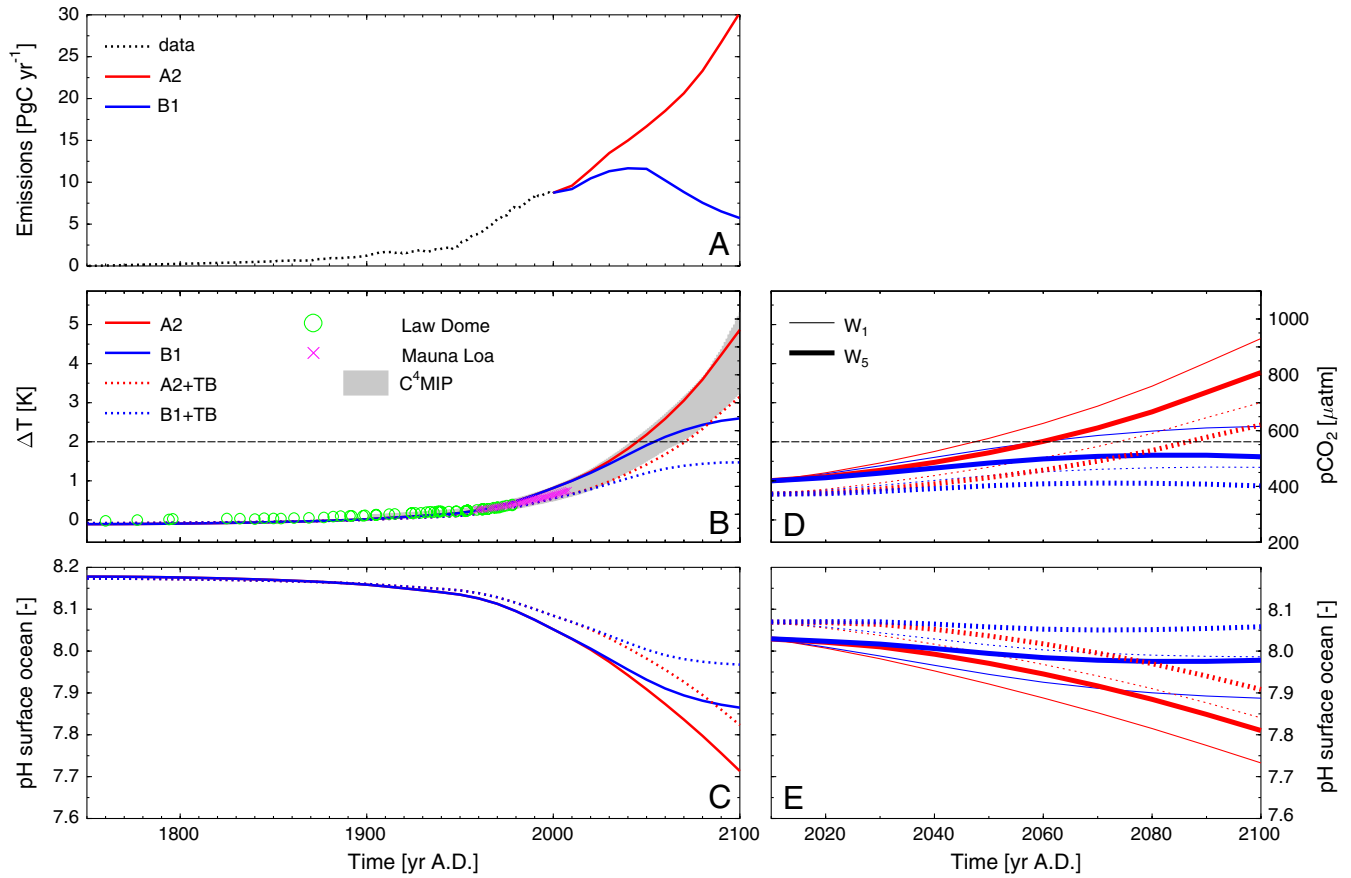 30
25
20
15
10
5
0
Emissions [PgC yr-1]
data
A2
B1
A
5
4
3
2
1
0
ΔT [K]
A2
B1
A2+TB
B1+TB
Law Dome
Mauna Loa
C4MIP
B
W1
W5
D
1000
800
600
400
200
pCO2 [μatm]
8.2
8.1
8.0
7.9
7.8
7.7
7.6
pH surface ocean [-]
C
1800
1900
2000
2100
Time [yr A.D.]
E
8.1
8.0
7.9
7.8
7.7
7.6
pH surface ocean [-]
2020
2040
2060
2080
2100
Time [yr A.D.]